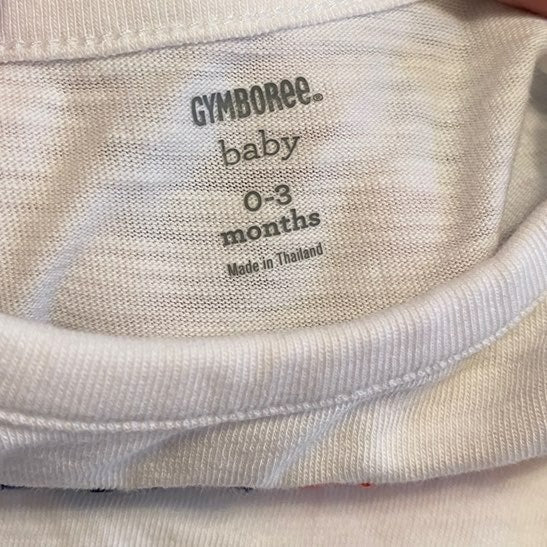 GYMBOREE®
baby
0-3
months
Made in Thailand